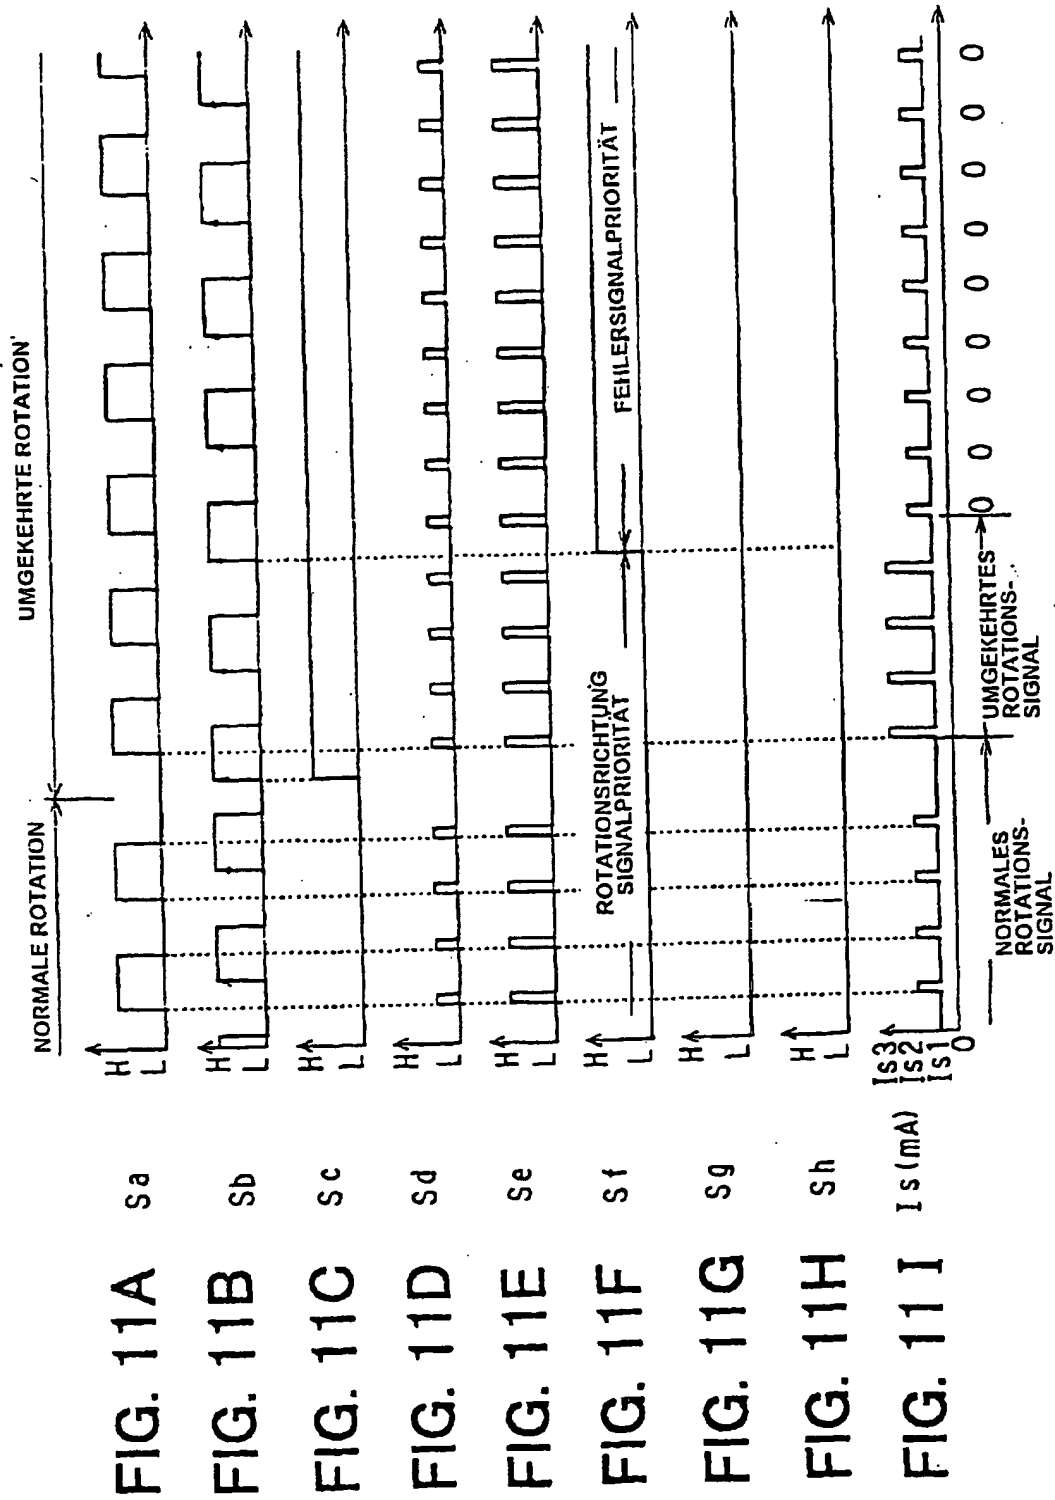 NORMALE ROTATION
UMGEKEHRTE ROTATION
FIG. 11A Sa H L
FIG. 11B Sb H L
FIG. 11C Sc H L
FIG. 11D Sd H L
FIG. 11E Se H L
FIG. 11F Sf H L
ROTATIONSRICHTUNG
SIGNALPRIORITÄT
FEHLERSIGNALPRIORITÄT
FIG. 11G Sg H L
FIG. 11H Sh H L
FIG. 11 I Is(mA) Is3 Is2 Is1 0
NORMALES
ROTATIONS-
SIGNAL
UMGEKEHRTES
ROTATIONS-
SIGNAL
0 0 0 0 0 0 0 0 0